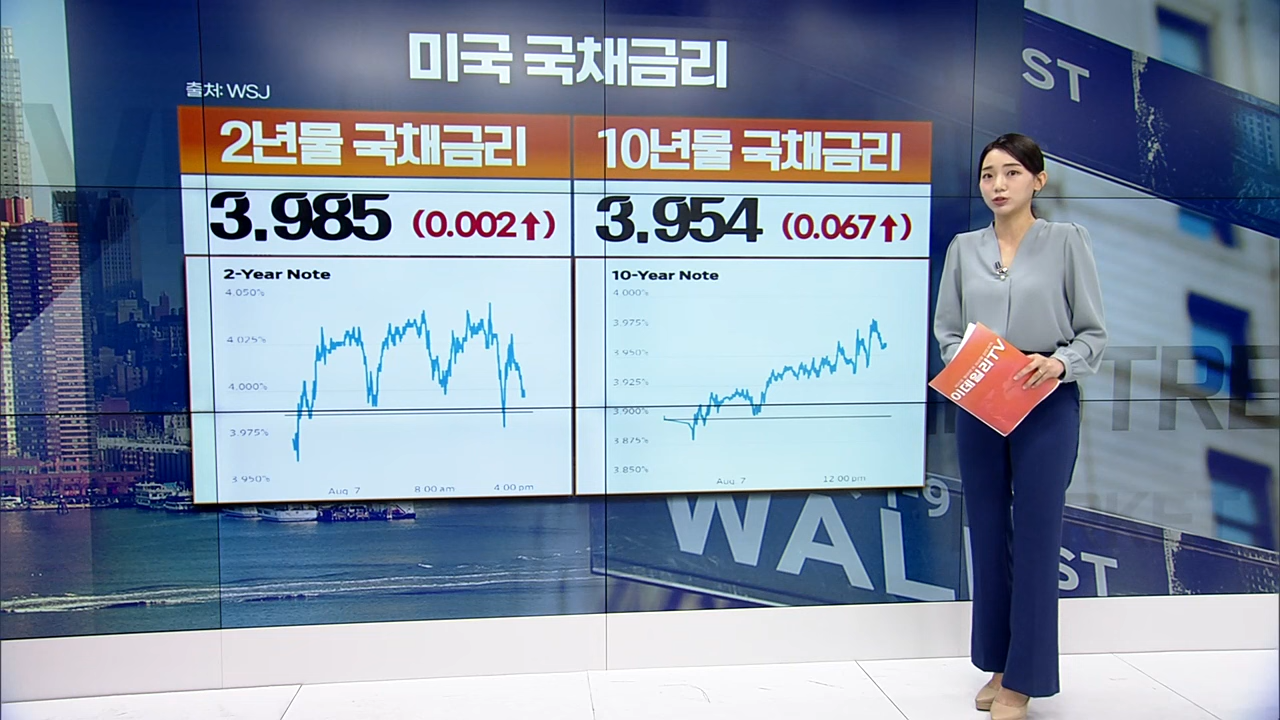 미국 국채금리
출처: WSJ
2년물 국채금리
10년물 국채금리
3.985 (0.002↑)
3.954 (0.067↑)
2-Year Note
4.050%
4.025%
4.000%
3.975%
3.950%
Aug. 7 8:00 am 4:00 pm
10-Year Note
4.000%
3.975%
3.950%
3.925%
3.900%
3.875%
3.850%
Aug. 7 12:00 pm
ST
WALL
ST
TRE
이데일리TV